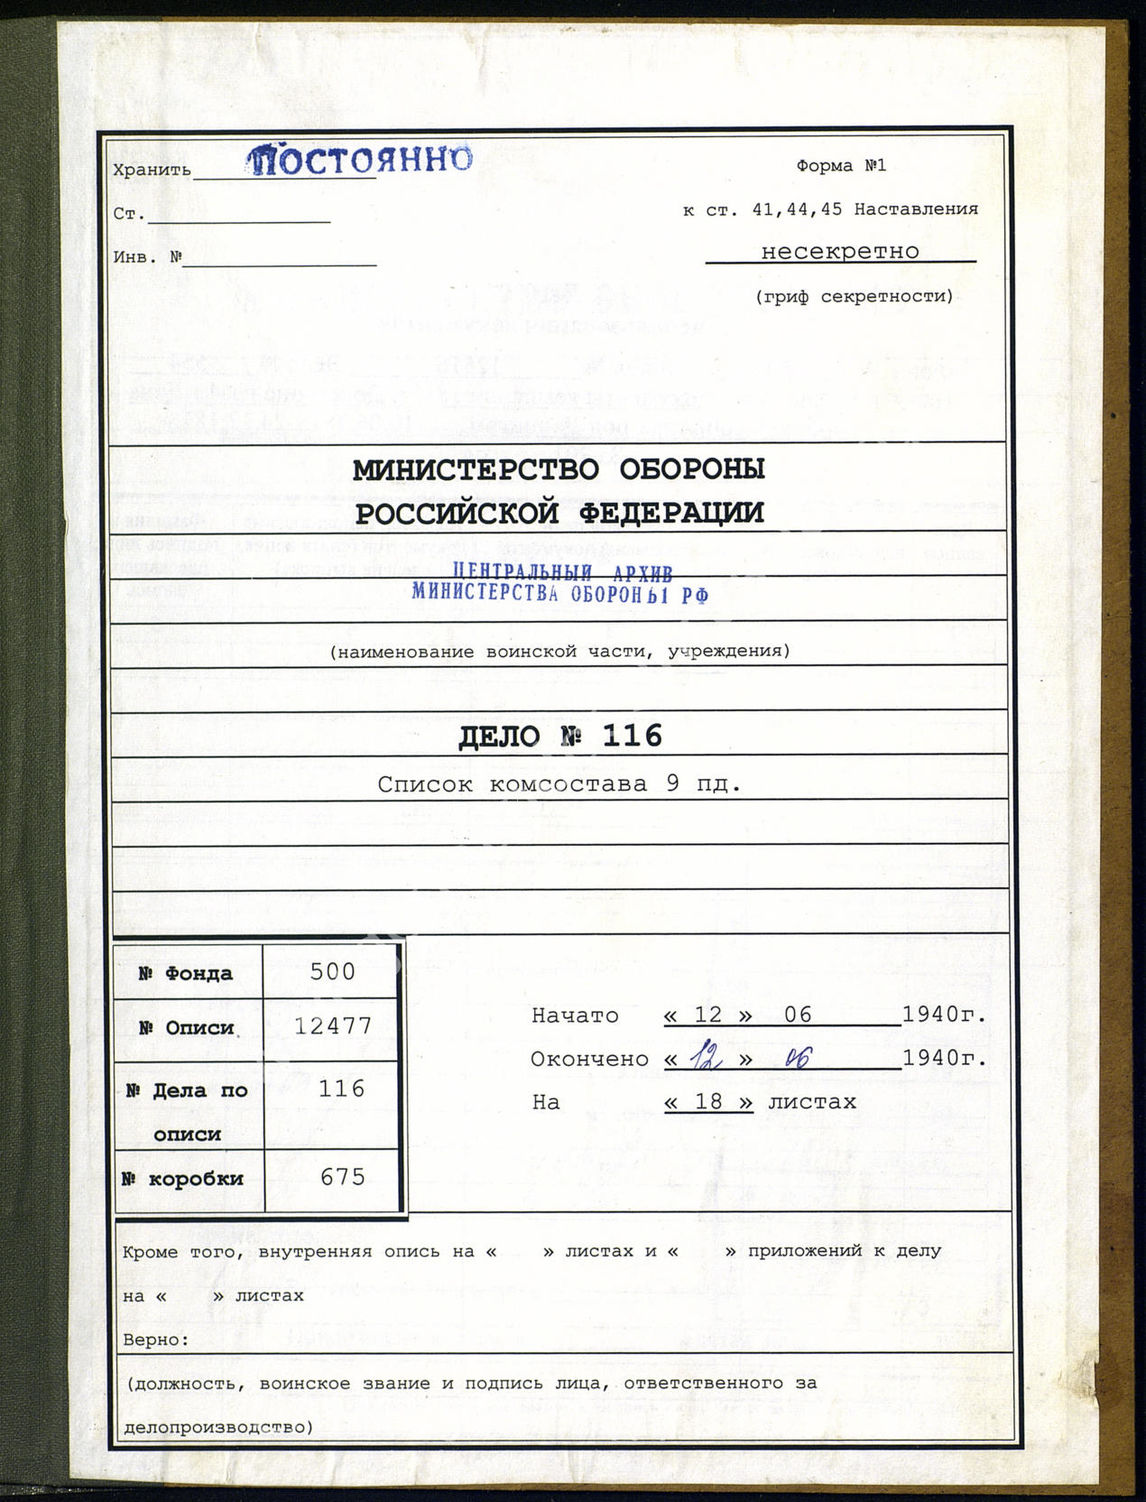 Хранить ПОСТОЯННО
Форма №1
Ст.
к ст. 41,44,45 Наставления
Инв. №
несекретно
(гриф секретности)
МИНИСТЕРСТВО ОБОРОНЫ
РОССИЙСКОЙ ФЕДЕРАЦИИ
ЦЕНТРАЛЬНЫЙ АРХИВ
МИНИСТЕРСТВА ОБОРОНЫ РФ
(наименование воинской части, учреждения)
ДЕЛО № 116
Список комсостава 9 пд.
№ Фонда 500
№ Описи 12477
№ Дела по описи 116
№ коробки 675
Начато « 12 » 06 1940г.
Окончено « 12 » 06 1940г.
На « 18 » листах
Кроме того, внутренняя опись на « » листах и « » приложений к делу
на « » листах
Верно:
(должность, воинское звание и подпись лица, ответственного за
делопроизводство)